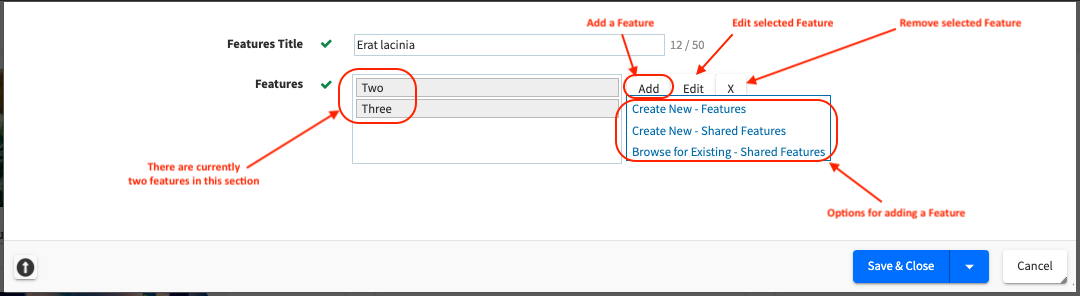 Add a Feature
Edit selected Feature
Remove selected Feature
Features Title
Erat lacinia
12 / 50
Features
Two
Add
Edit
X
Three
Create New - Features
Create New - Shared Features
Browse for Existing - Shared Features
There are currently
two features in this section
Options for adding a Feature
Save & Close
Cancel